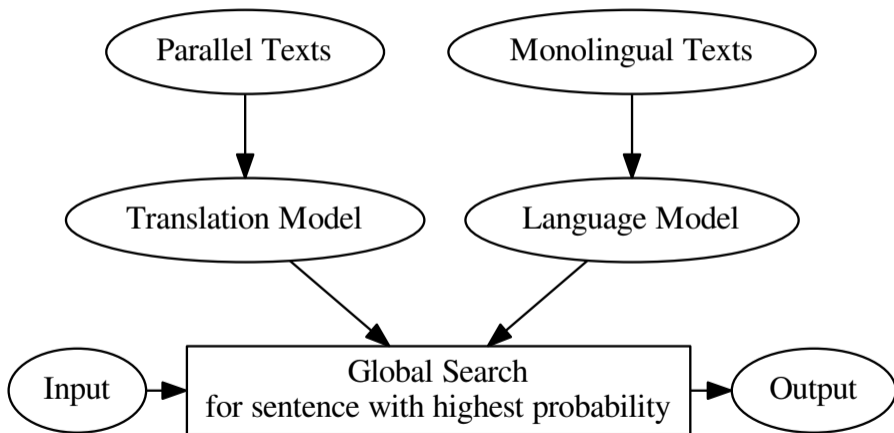 Parallel Texts
Monolingual Texts
Translation Model
Language Model
Input
Global Search
for sentence with highest probability
Output